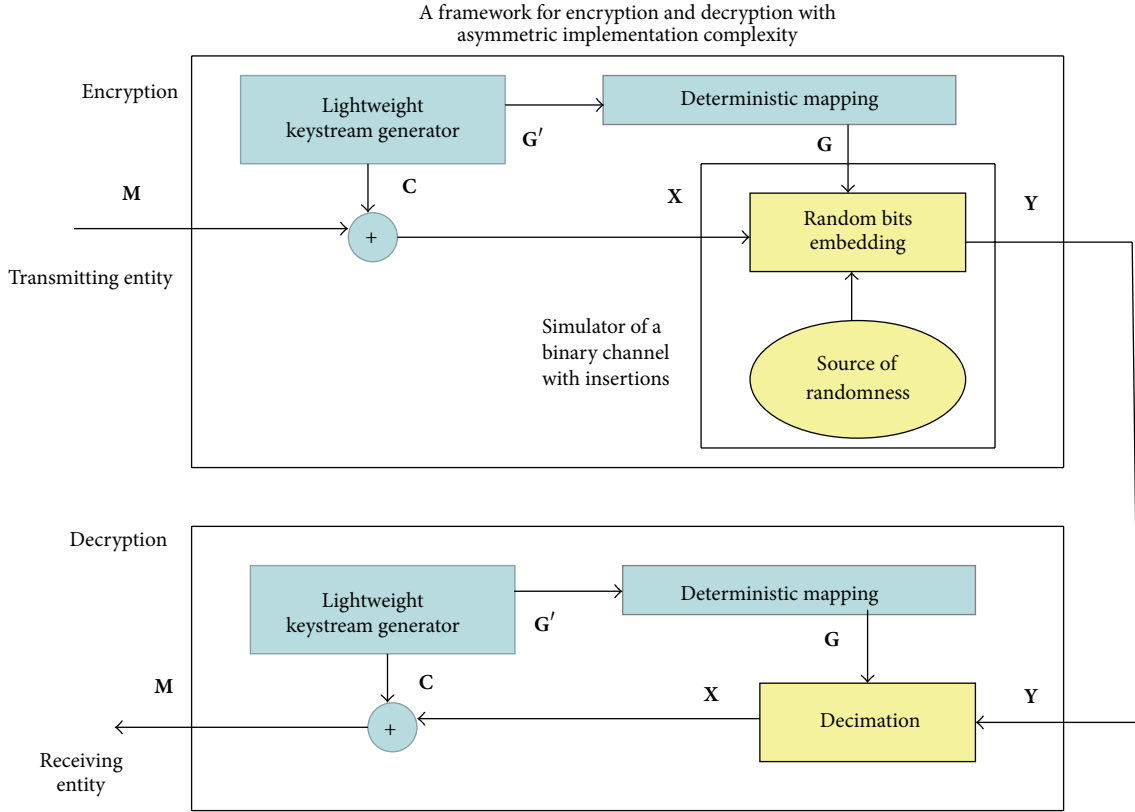 A framework for encryption and decryption with
asymmetric implementation complexity
Encryption
Lightweight
keystream generator
G′
Deterministic mapping
G
C
M
X
Y
+
Random bits
embedding
Transmitting entity
Simulator of a
binary channel
with insertions
Source of
randomness
Decryption
Lightweight
keystream generator
G′
Deterministic mapping
G
C
M
X
Y
+
Decimation
Receiving
entity